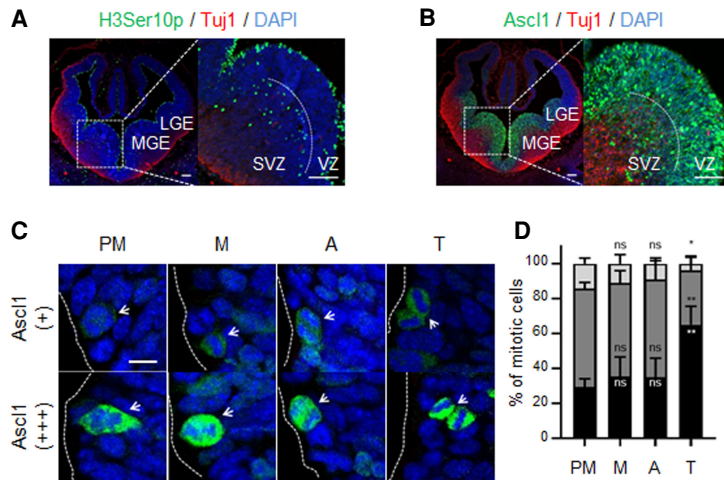 A
H3Ser10p / Tuj1 / DAPI
LGE
MGE
SVZ
VZ
B
Ascl1 / Tuj1 / DAPI
LGE
MGE
SVZ
VZ
C
PM M A T
Ascl1
(+)
Ascl1
(+++)
D
% of mitotic cells
100
80
60
40
20
0
ns ns *
**
ns ns **
ns ns
PM M A T